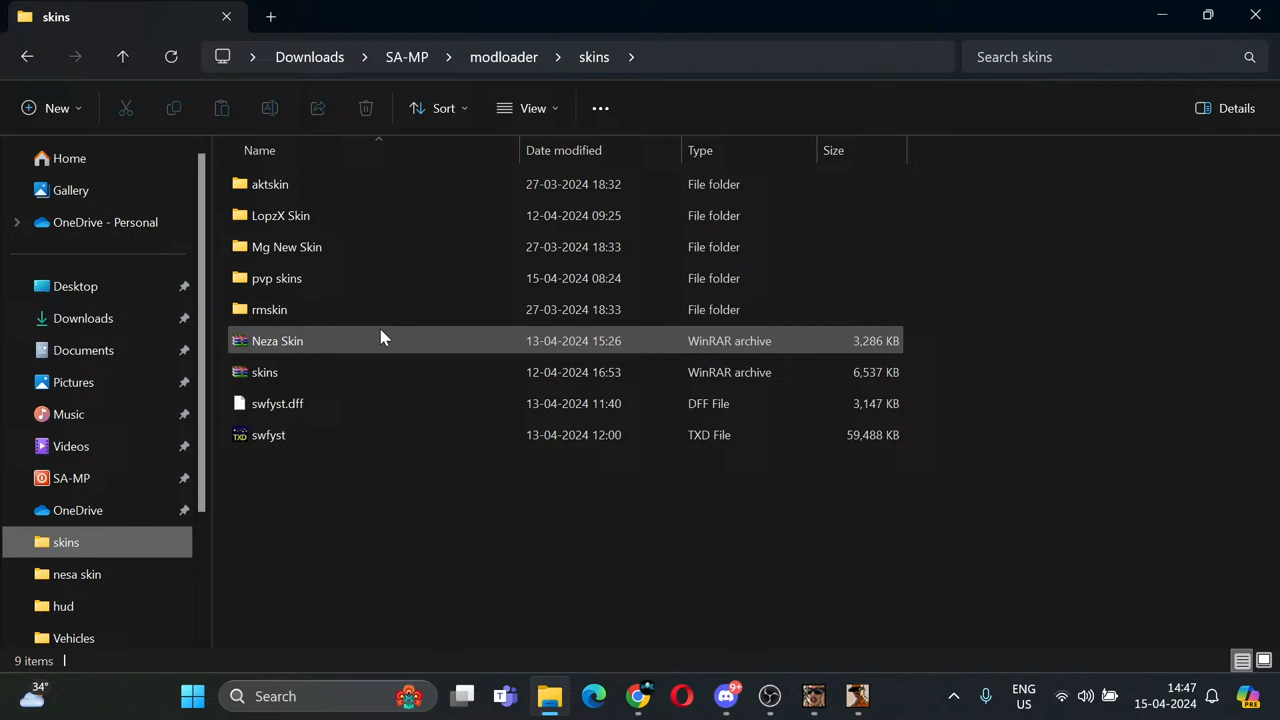 skins
Downloads
SA-MP
modloader
skins
Search skins
New
Sort
View
Details
Name
Date modified
Type
Size
Home
Gallery
OneDrive - Personal
Desktop
Downloads
Documents
Pictures
Music
Videos
SA-MP
OneDrive
skins
nesa skin
hud
Vehicles
aktskin 27-03-2024 18:32 File folder
LopzX Skin 12-04-2024 09:25 File folder
Mg New Skin 27-03-2024 18:33 File folder
pvp skins 15-04-2024 08:24 File folder
rmskin 27-03-2024 18:33 File folder
Neza Skin 13-04-2024 15:26 WinRAR archive 3,286 KB
skins 12-04-2024 16:53 WinRAR archive 6,537 KB
swfyst.dff 13-04-2024 11:40 DFF File 3,147 KB
TXD swfyst 13-04-2024 12:00 TXD File 59,488 KB
9 items
34°
Search
9+
ENG
US
14:47
15-04-2024
PRE